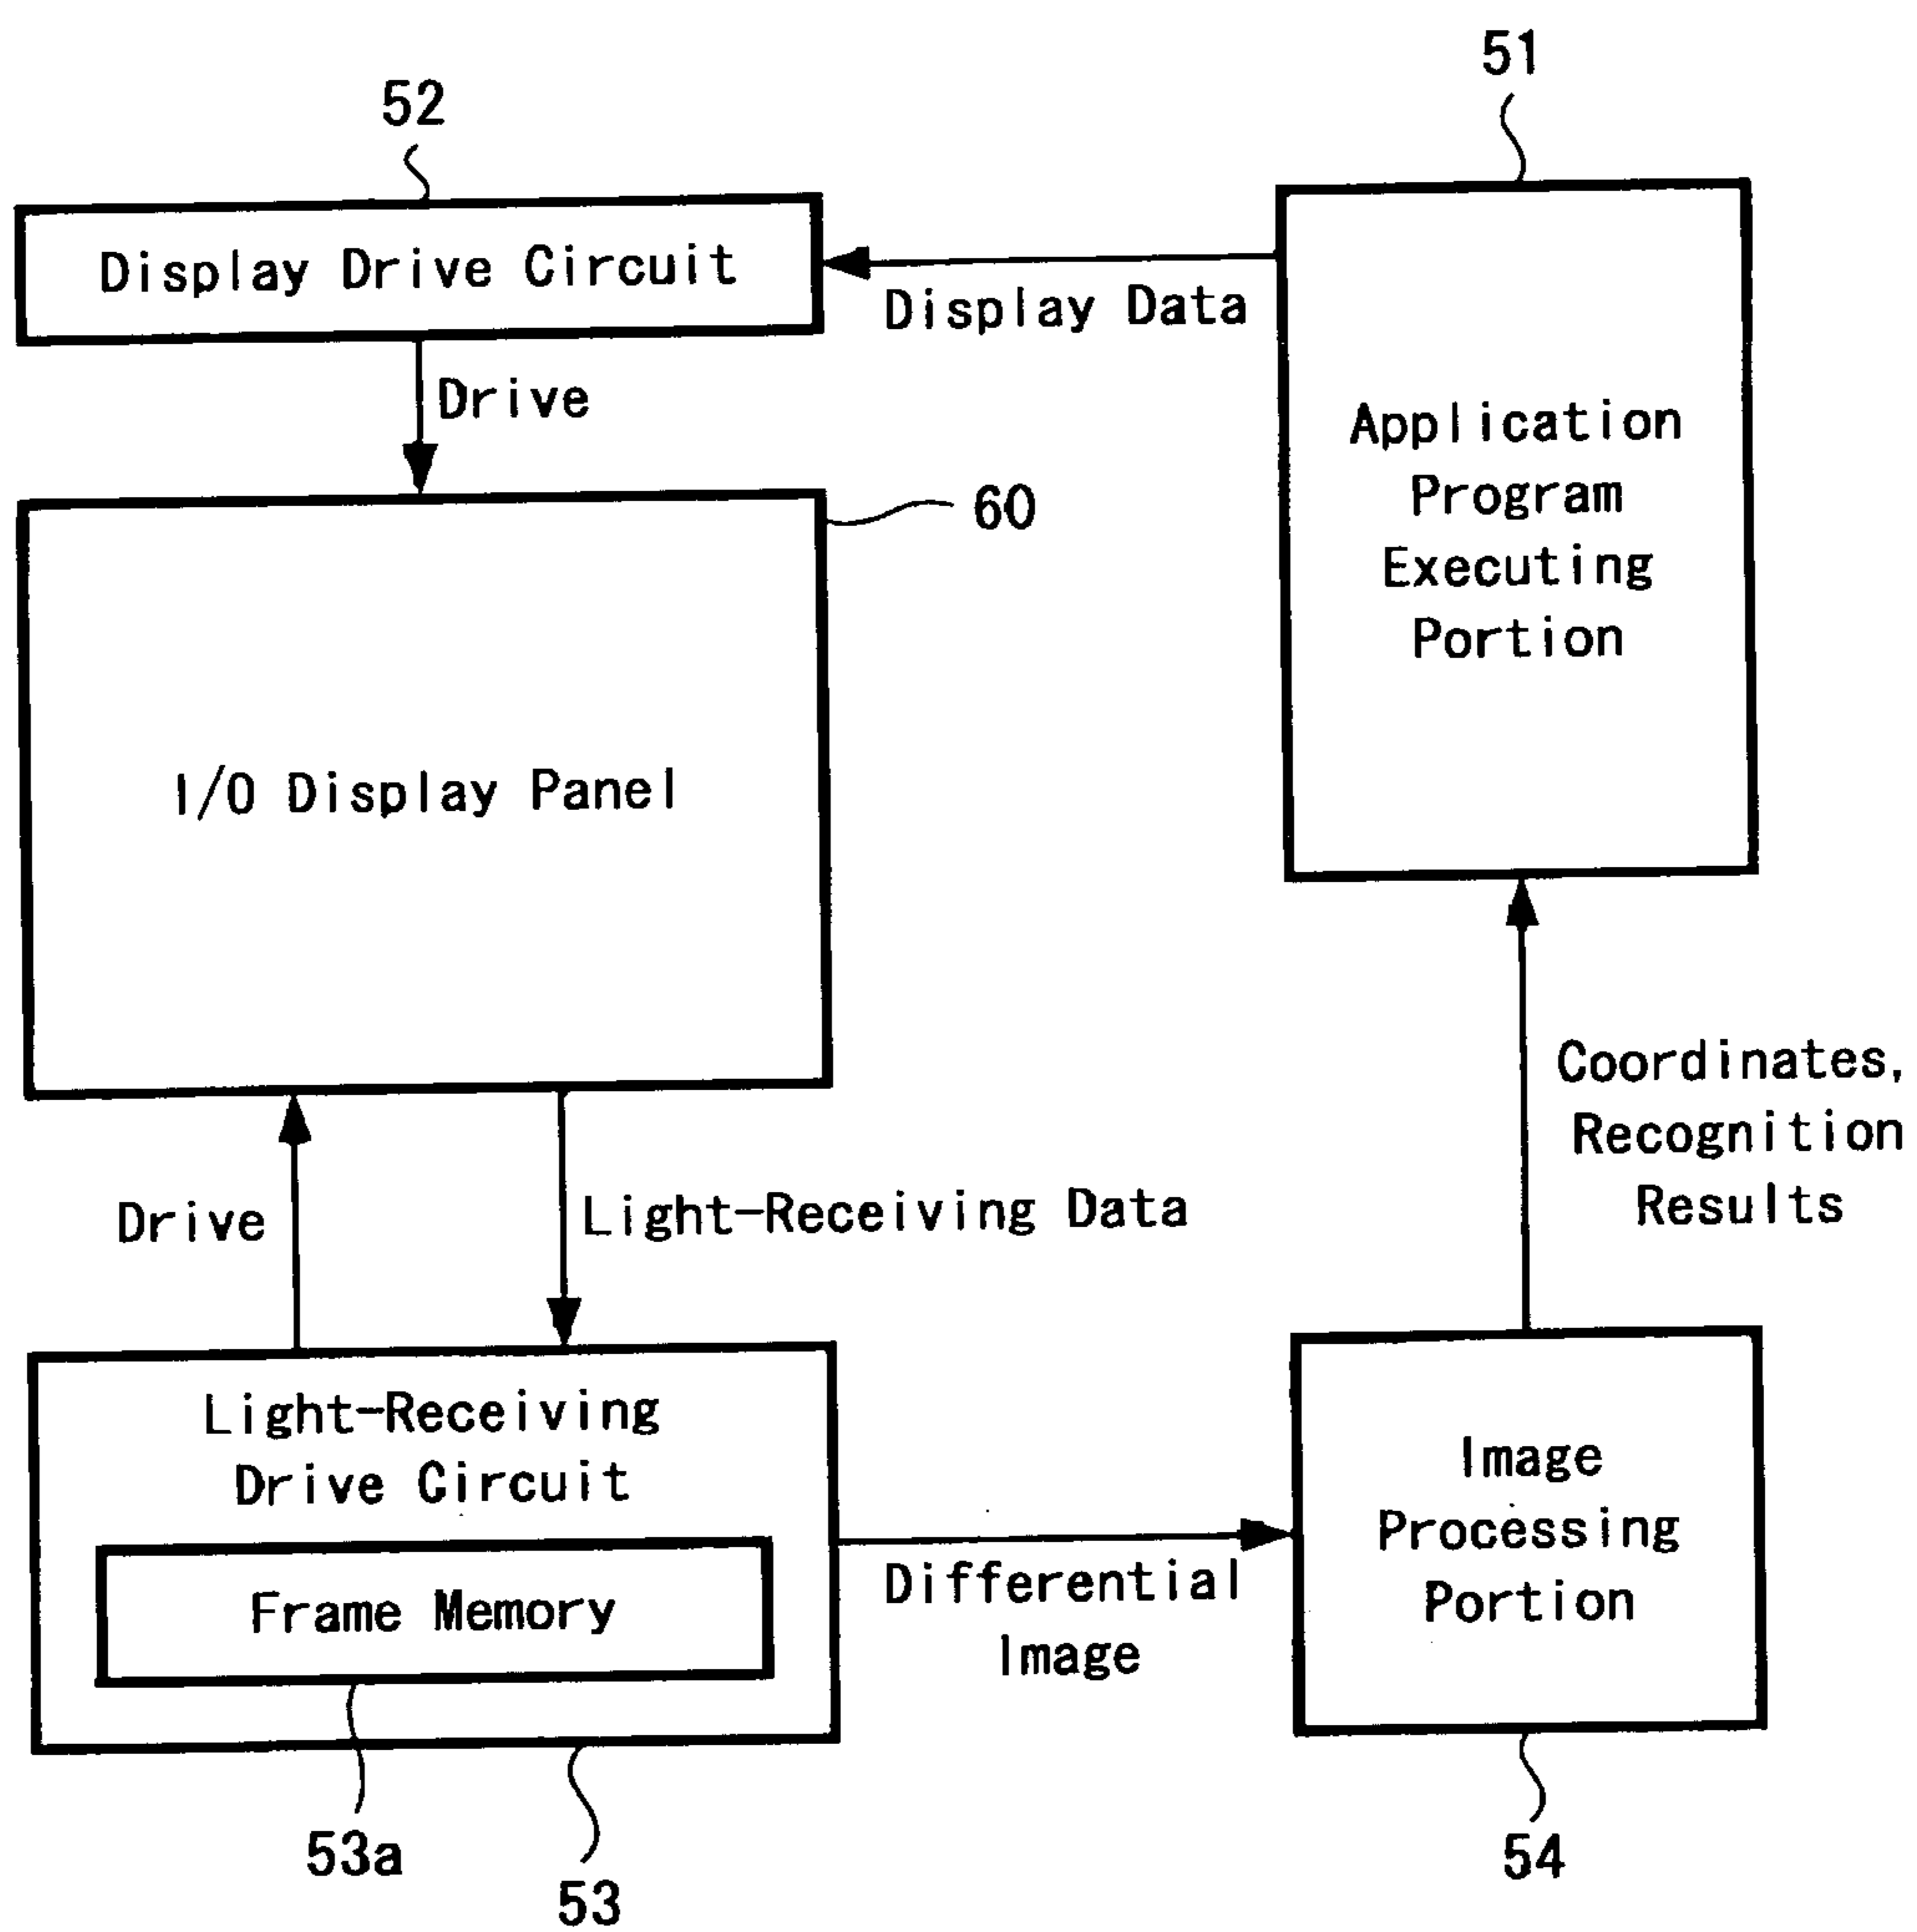 51
52
Display Drive Circuit
Display Data
Drive
Application
Program
Executing
Portion
60
I/O Display Panel
Coordinates,
Recognition
Results
Drive
Light-Receiving Data
Light-Receiving
Drive Circuit
Frame Memory
Differential
Image
Image
Processing
Portion
53a
53
54